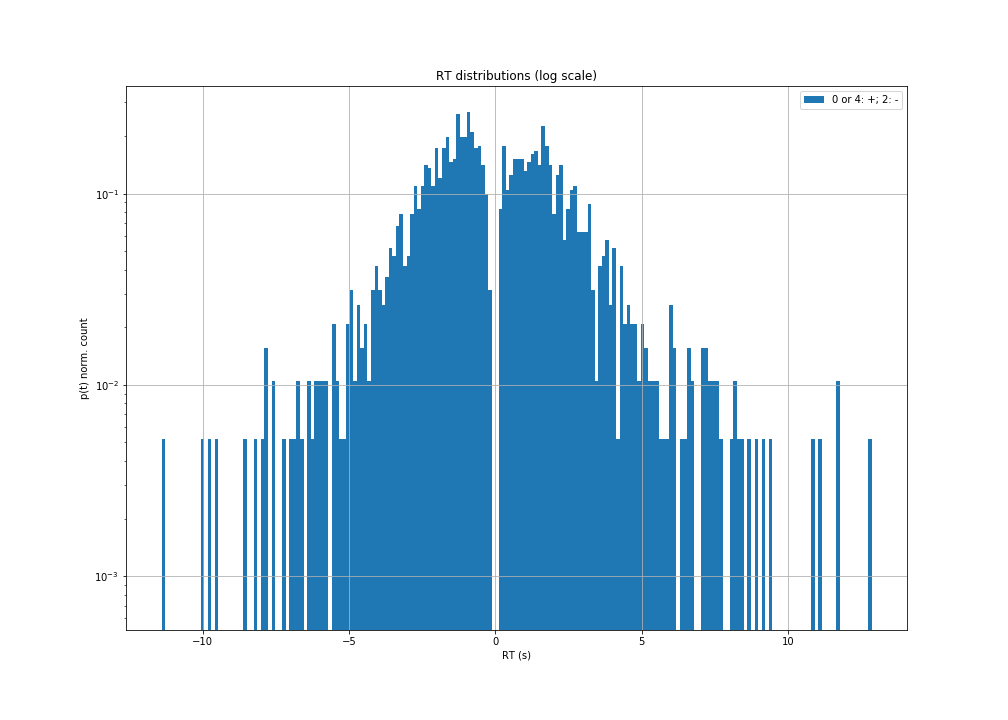 RT distributions (log scale)
0 or 4: +; 2: -
p(t) norm. count
10⁻¹
10⁻²
10⁻³
−10
−5
0
5
10
RT (s)